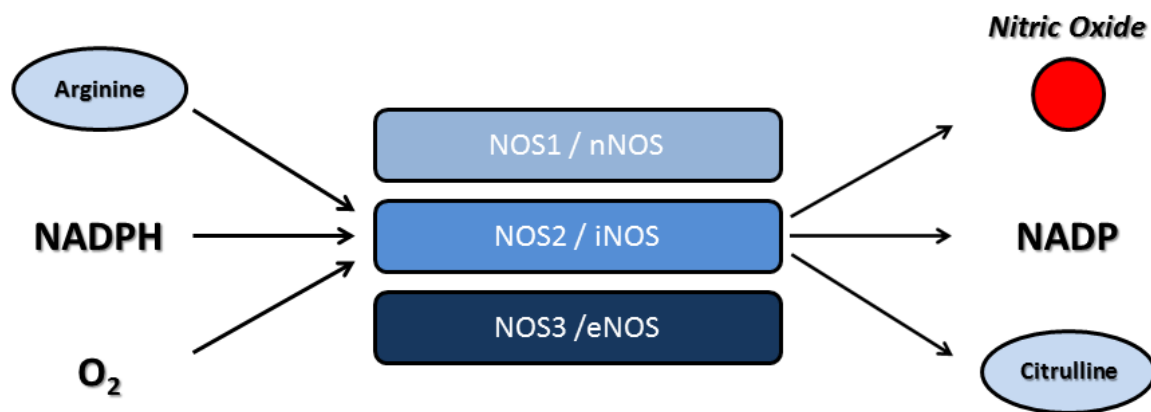 Nitric Oxide
Arginine
NOS1 / nNOS
NADPH
NOS2 / iNOS
NADP
NOS3 /eNOS
O₂
Citrulline